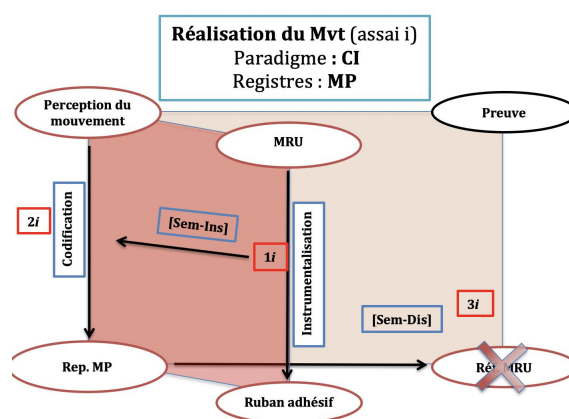 Réalisation du Mvt (assai i)
Paradigme : CI
Registres : MP
Perception du
mouvement
MRU
Preuve
2i
Codification
[Sem-Ins]
1i
Instrumentalisation
[Sem-Dis]
3i
Rep. MP
Ruban adhésif
MRU